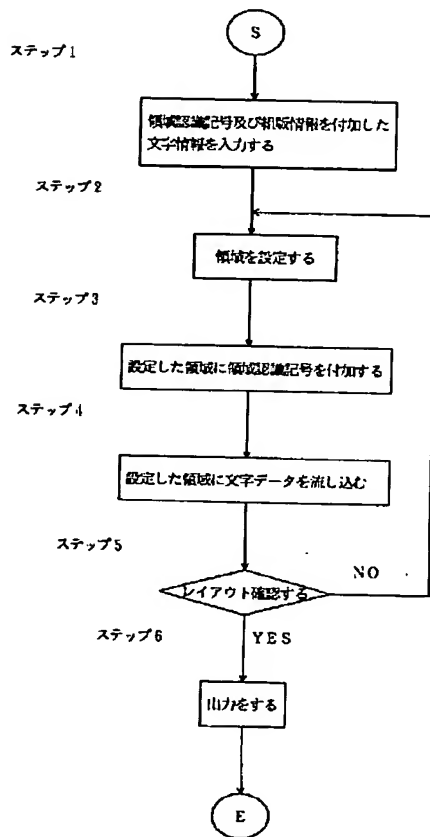 S
ステップ1
領域認識記号及び組版情報を付加した
文字情報を入力する
ステップ2
領域を設定する
ステップ3
設定した領域に領域認識記号を付加する
ステップ4
設定した領域に文字データを流し込む
ステップ5
レイアウト確認する
NO
ステップ6
YES
出力をする
E